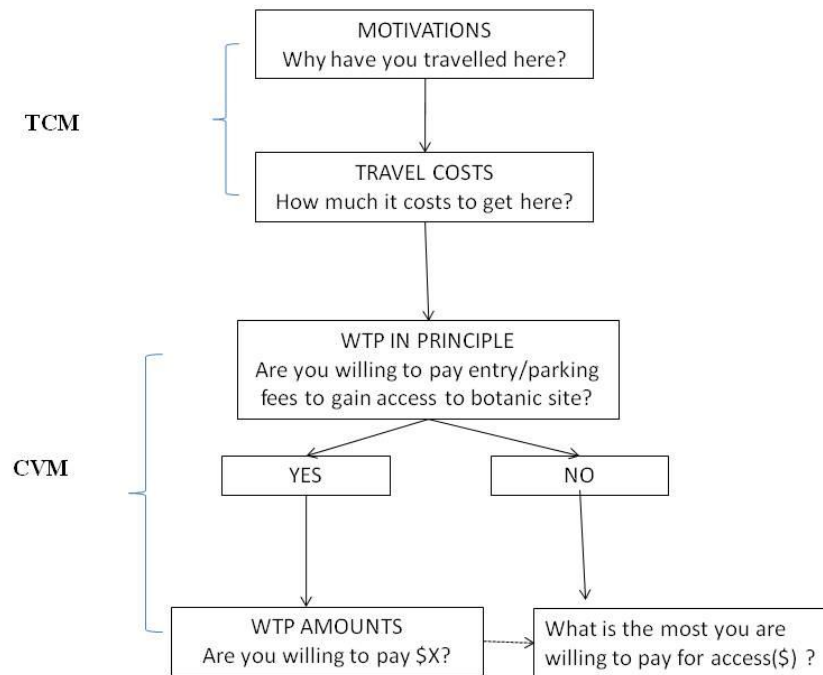 MOTIVATIONS
Why have you travelled here?
TCM
TRAVEL COSTS
How much it costs to get here?
WTP IN PRINCIPLE
Are you willing to pay entry/parking
fees to gain access to botanic site?
CVM
YES
NO
WTP AMOUNTS
Are you willing to pay $X?
What is the most you are
willing to pay for access($) ?